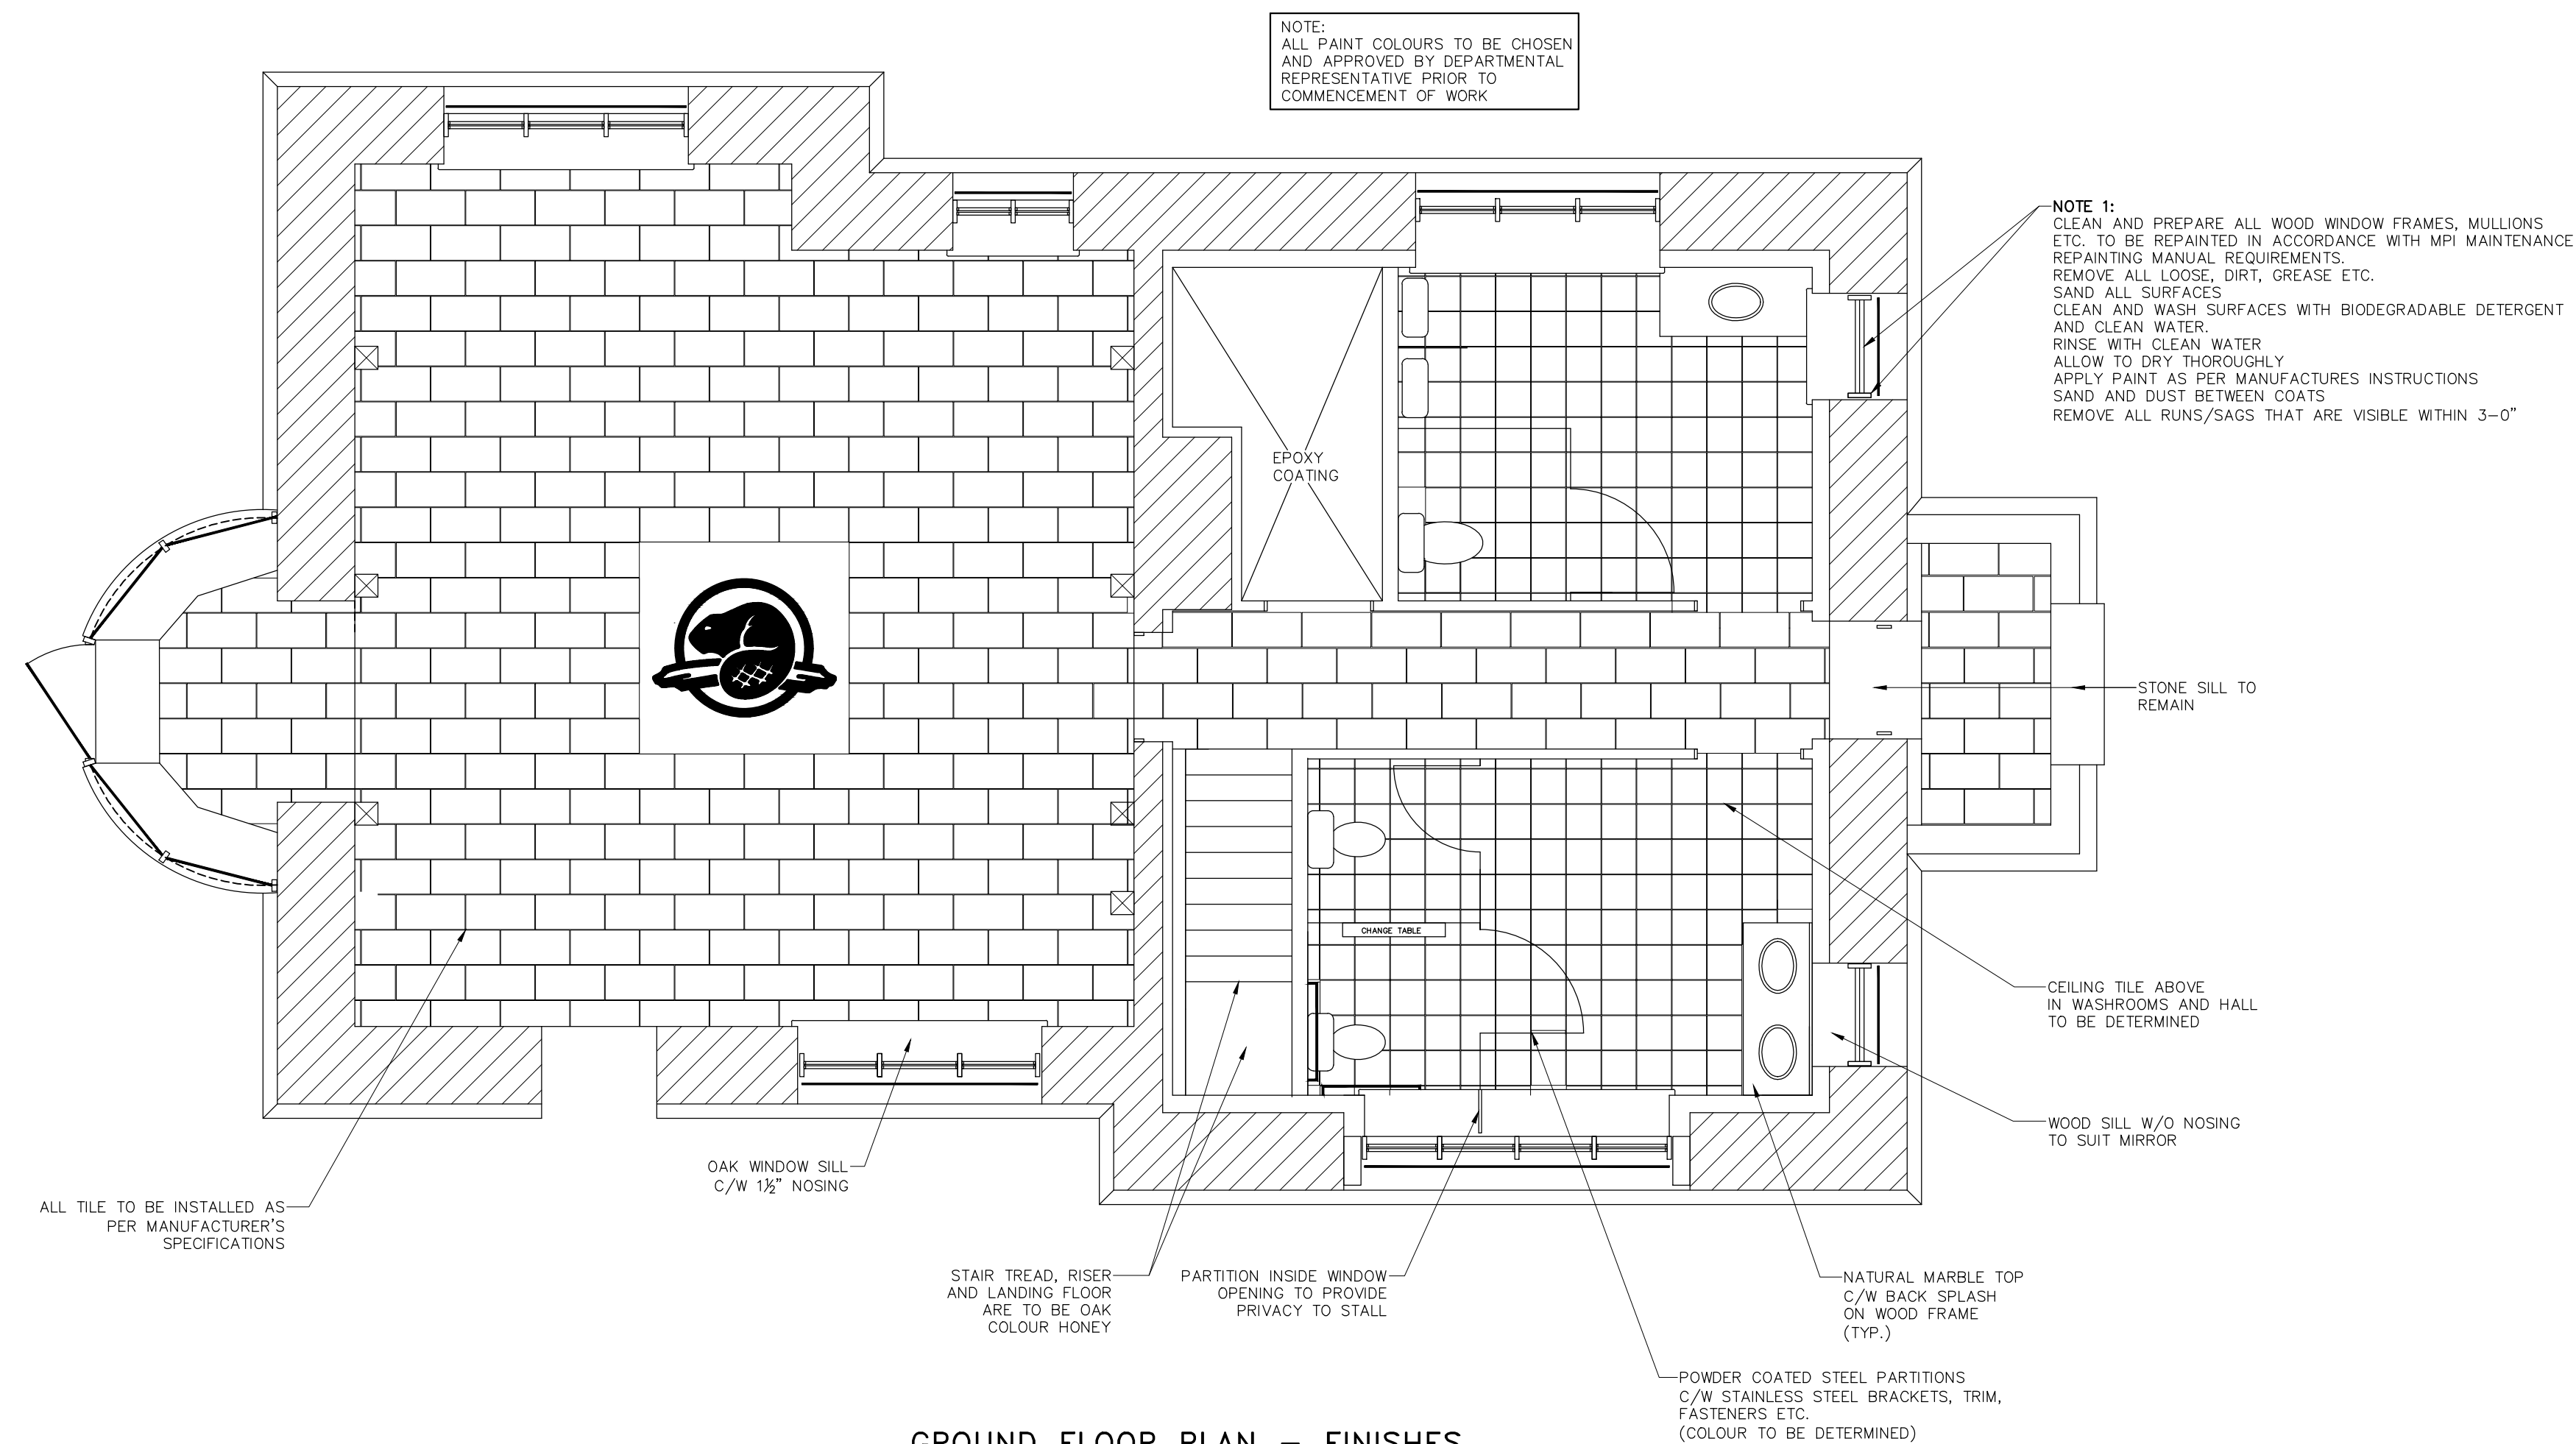 NOTE:
ALL PAINT COLOURS TO BE CHOSEN
AND APPROVED BY DEPARTMENTAL
REPRESENTATIVE PRIOR TO
COMMENCEMENT OF WORK
NOTE 1:
CLEAN AND PREPARE ALL WOOD WINDOW FRAMES, MULLIONS
ETC. TO BE REPAINTED IN ACCORDANCE WITH MPI MAINTENANCE
REPAINTING MANUAL REQUIREMENTS.
REMOVE ALL LOOSE, DIRT, GREASE ETC.
SAND ALL SURFACES
CLEAN AND WASH SURFACES WITH BIODEGRADABLE DETERGENT
AND CLEAN WATER.
RINSE WITH CLEAN WATER
ALLOW TO DRY THOROUGHLY
APPLY PAINT AS PER MANUFACTURES INSTRUCTIONS
SAND AND DUST BETWEEN COATS
REMOVE ALL RUNS/SAGS THAT ARE VISIBLE WITHIN 3-0"
EPOXY
COATING
STONE SILL TO
REMAIN
CHANGE TABLE
CEILING TILE ABOVE
IN WASHROOMS AND HALL
TO BE DETERMINED
WOOD SILL W/O NOSING
TO SUIT MIRROR
OAK WINDOW SILL
C/W 1½" NOSING
ALL TILE TO BE INSTALLED AS
PER MANUFACTURER'S
SPECIFICATIONS
STAIR TREAD, RISER
AND LANDING FLOOR
ARE TO BE OAK
COLOUR HONEY
PARTITION INSIDE WINDOW
OPENING TO PROVIDE
PRIVACY TO STALL
NATURAL MARBLE TOP
C/W BACK SPLASH
ON WOOD FRAME
(TYP.)
POWDER COATED STEEL PARTITIONS
C/W STAINLESS STEEL BRACKETS, TRIM,
FASTENERS ETC.
(COLOUR TO BE DETERMINED)
GROUND FLOOR PLAN - FINISHES